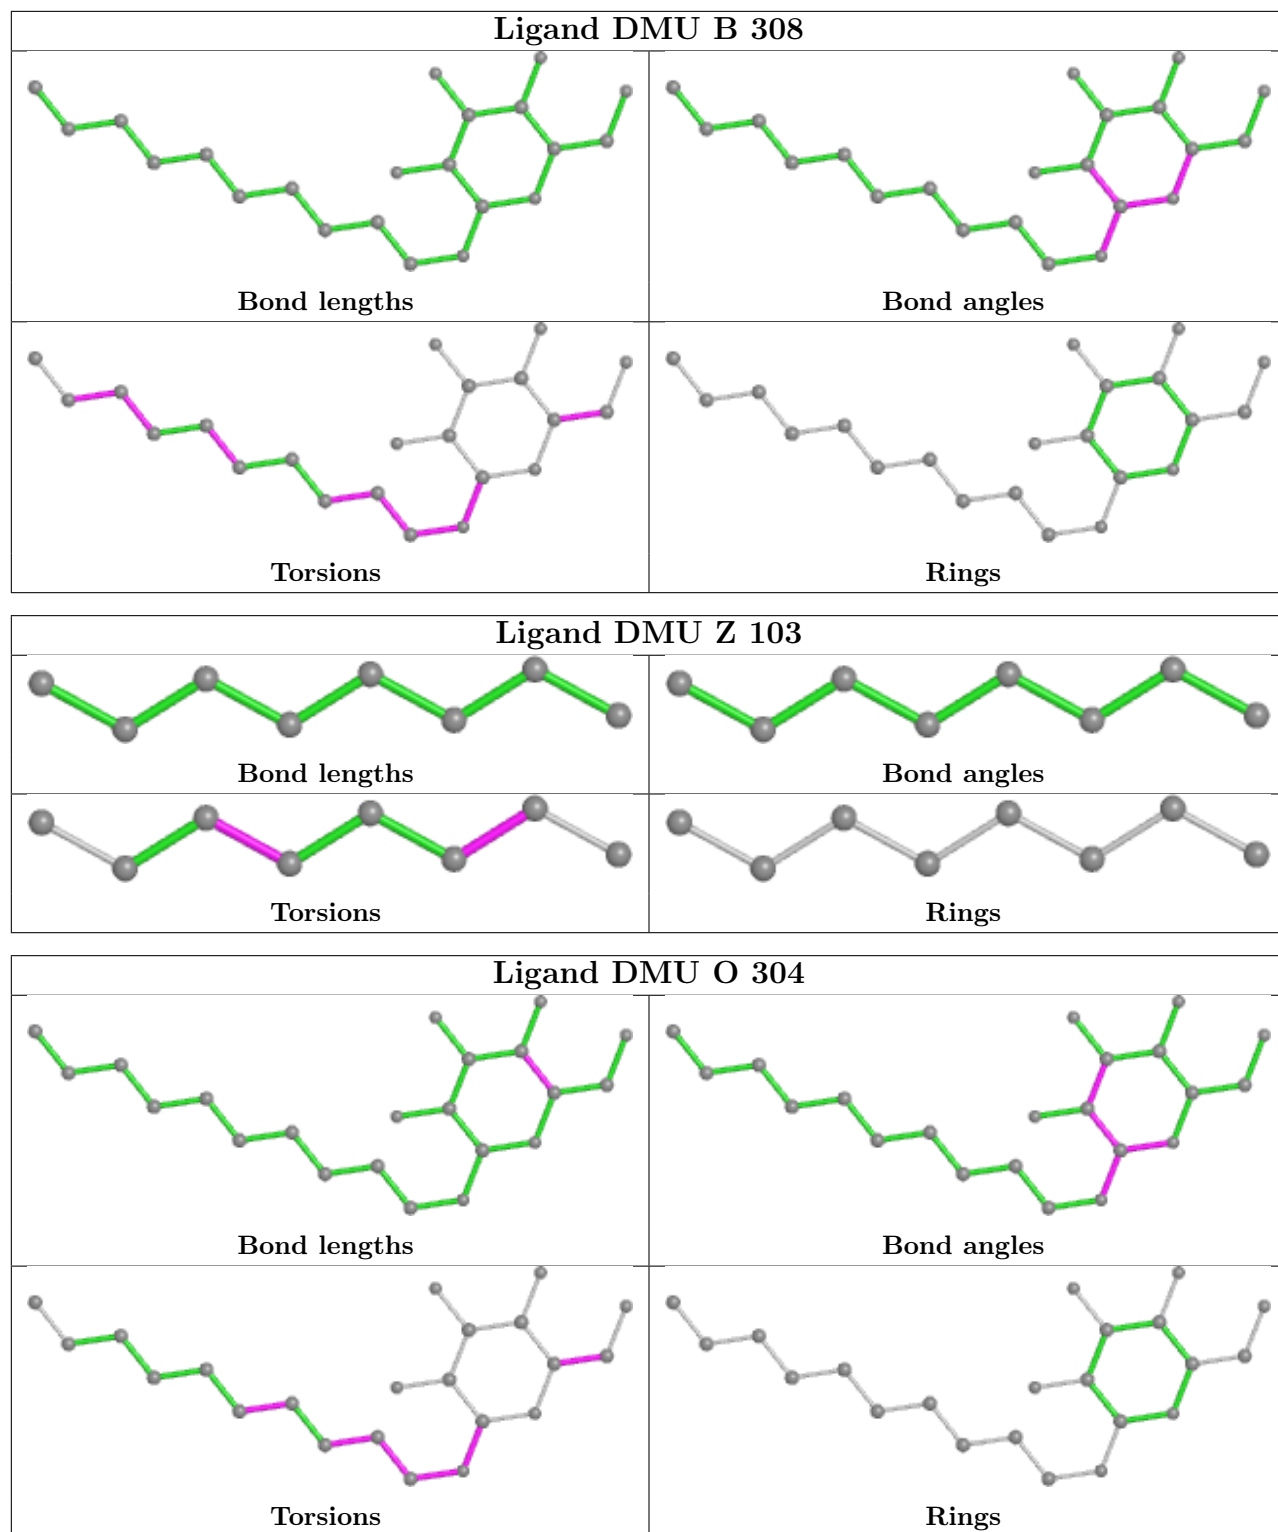 Ligand DMU B 308
Bond lengths
Bond angles
Torsions
Rings
Ligand DMU Z 103
Bond lengths
Bond angles
Torsions
Rings
Ligand DMU O 304
Bond lengths
Bond angles
Torsions
Rings